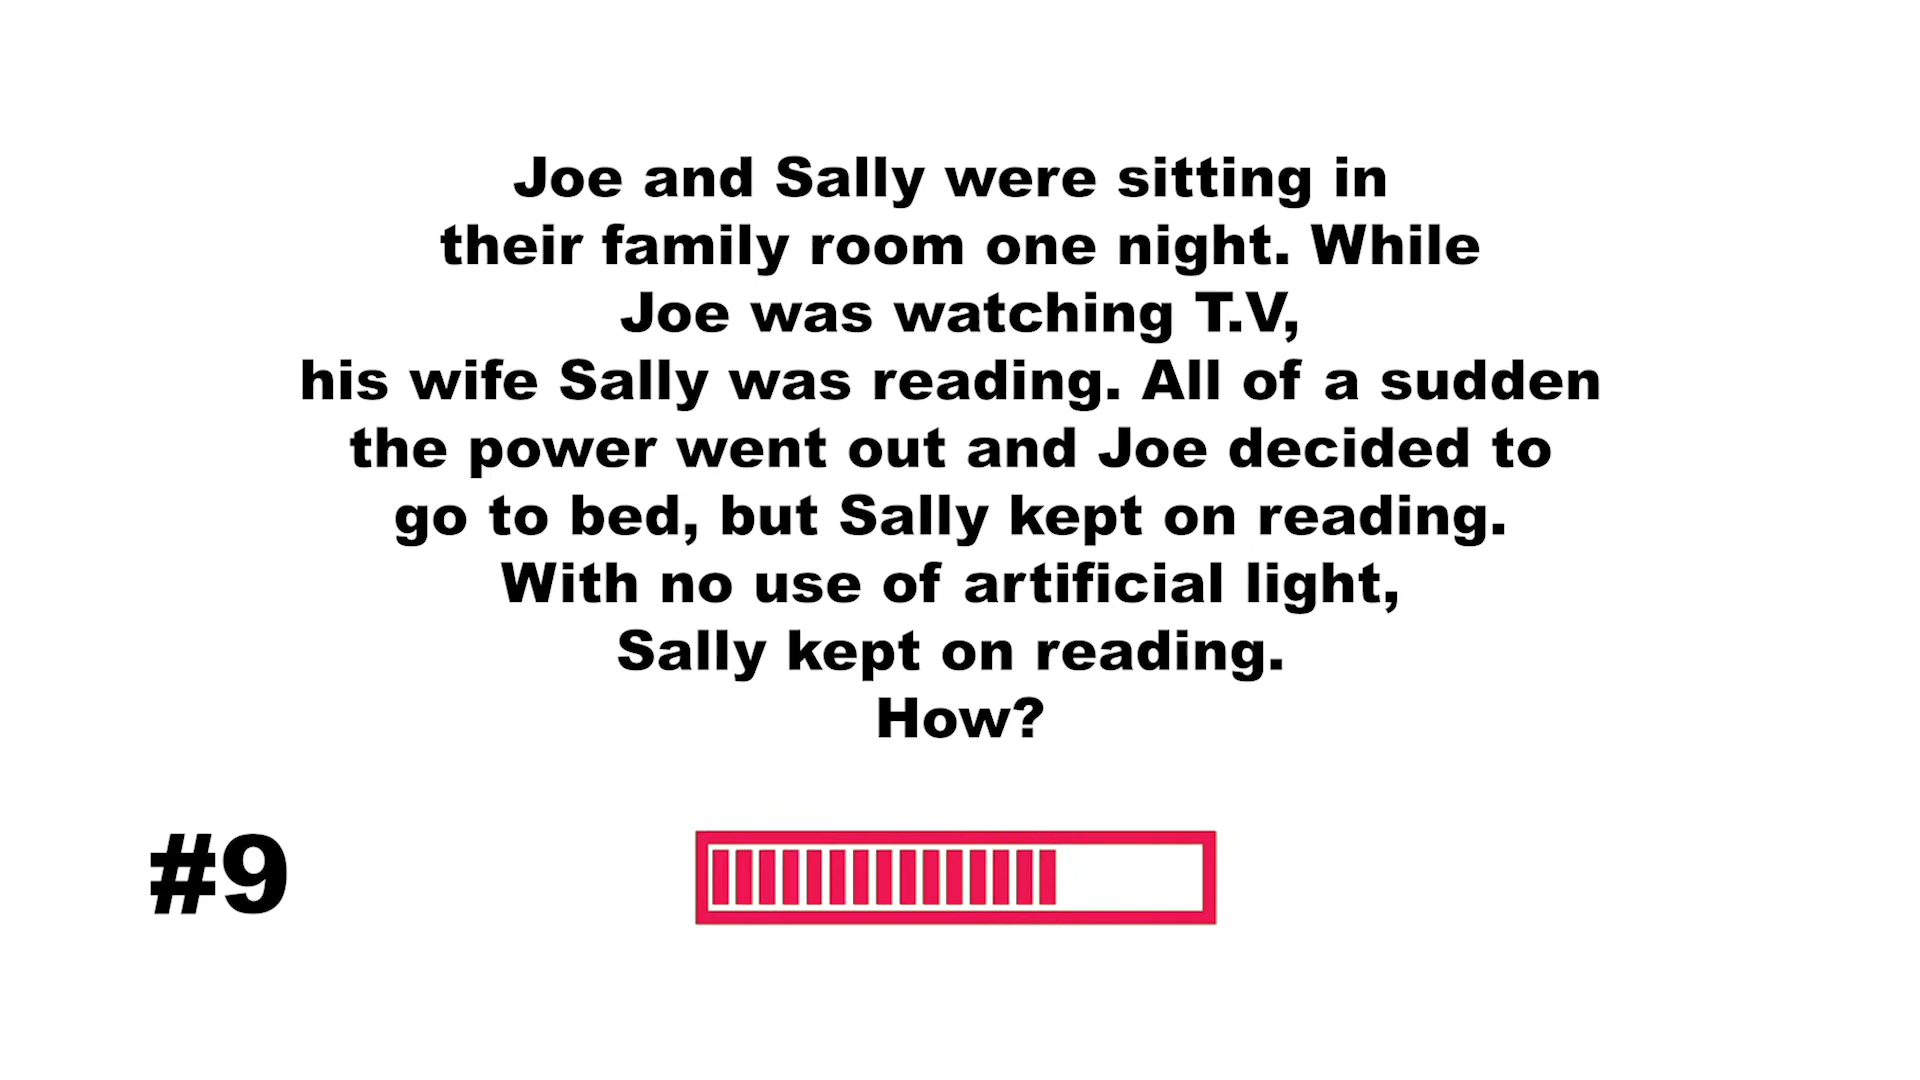 Joe and Sally were sitting in
their family room one night. While
Joe was watching T.V,
his wife Sally was reading. All of a sudden
the power went out and Joe decided to
go to bed, but Sally kept on reading.
With no use of artificial light,
Sally kept on reading.
How?
#9